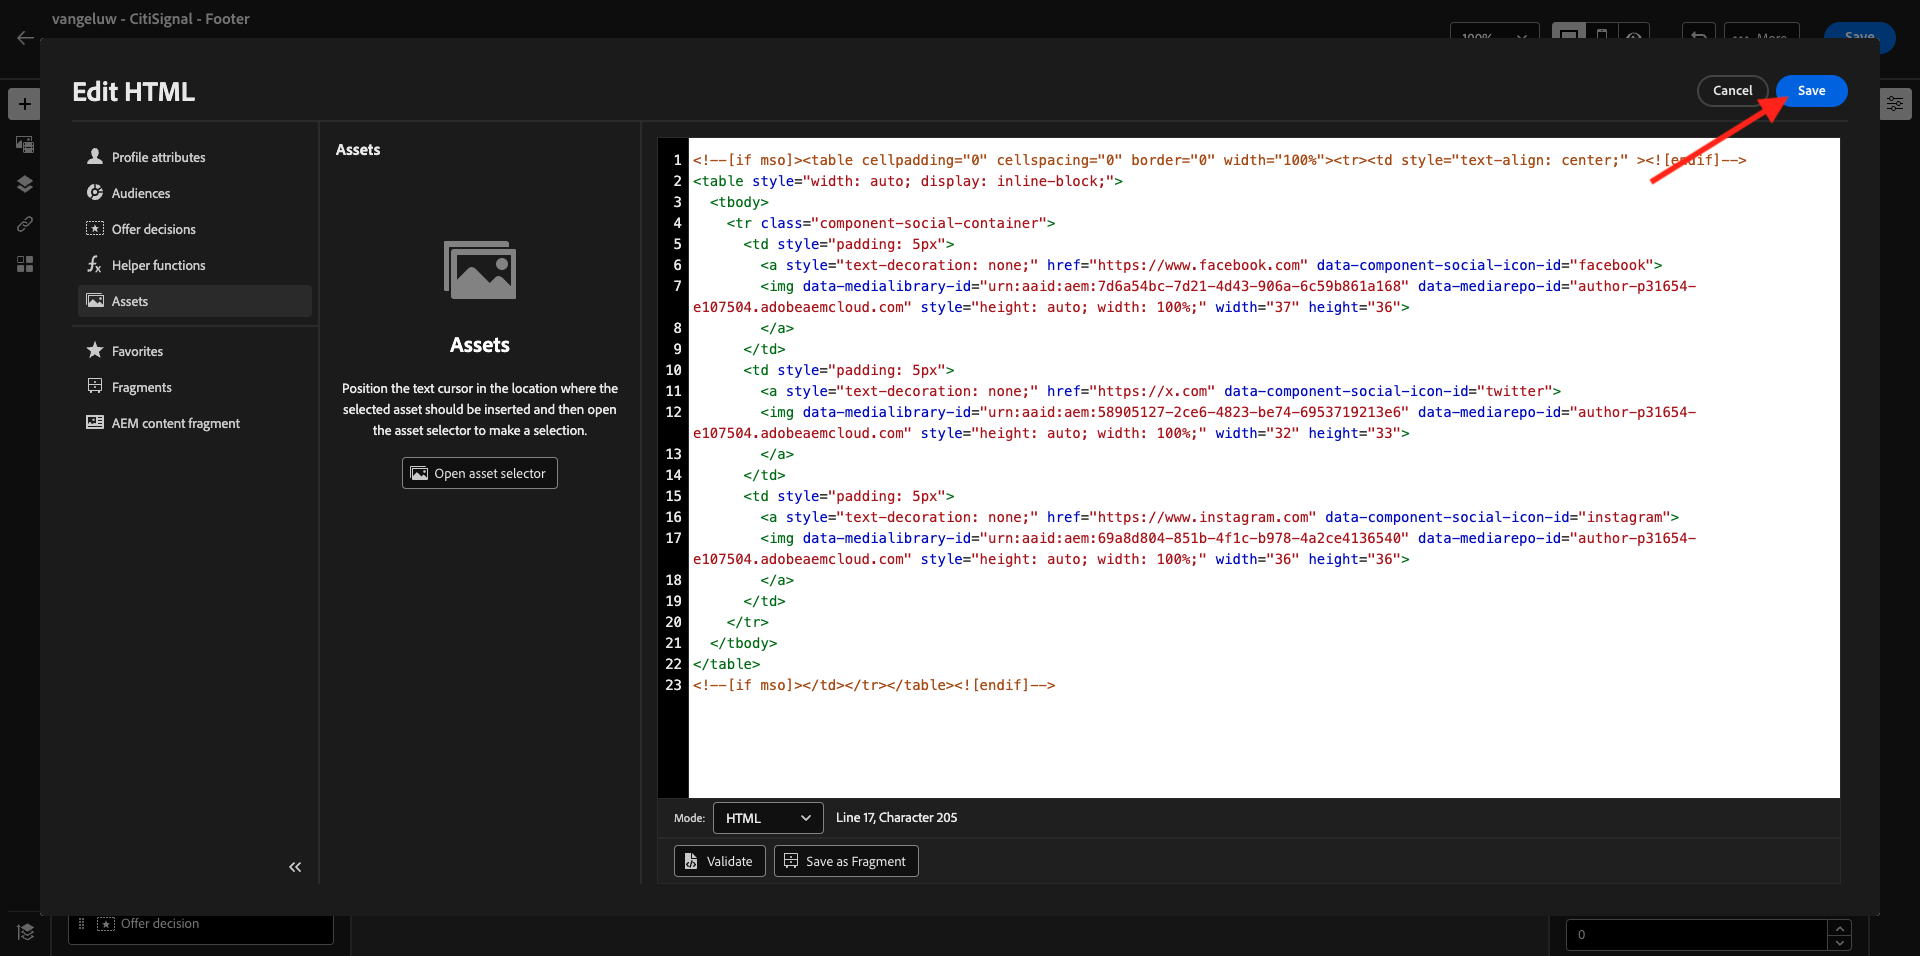 vangeluw - CitiSignal - Footer
100%
More
Save
Edit HTML
Cancel
Save
Profile attributes
Audiences
Offer decisions
Helper functions
Assets
Favorites
Fragments
AEM content fragment
Assets
Assets
Position the text cursor in the location where the
selected asset should be inserted and then open
the asset selector to make a selection.
Open asset selector
1 <!--[if mso]><table cellpadding="0" cellspacing="0" border="0" width="100%"><tr><td style="text-align: center;" ><![endif]-->
2 <table style="width: auto; display: inline-block;">
3   <tbody>
4     <tr class="component-social-container">
5       <td style="padding: 5px">
6         <a style="text-decoration: none;" href="https://www.facebook.com" data-component-social-icon-id="facebook">
7         <img data-medialibrary-id="urn:aaid:aem:7d6a54bc-7d21-4d43-906a-6c59b861a168" data-mediarepo-id="author-p31654-
e107504.adobeaemcloud.com" style="height: auto; width: 100%;" width="37" height="36">
8         </a>
9       </td>
10       <td style="padding: 5px">
11         <a style="text-decoration: none;" href="https://x.com" data-component-social-icon-id="twitter">
12         <img data-medialibrary-id="urn:aaid:aem:58905127-2ce6-4823-be74-6953719213e6" data-mediarepo-id="author-p31654-
e107504.adobeaemcloud.com" style="height: auto; width: 100%;" width="32" height="33">
13         </a>
14       </td>
15       <td style="padding: 5px">
16         <a style="text-decoration: none;" href="https://www.instagram.com" data-component-social-icon-id="instagram">
17         <img data-medialibrary-id="urn:aaid:aem:69a8d804-851b-4f1c-b978-4a2ce4136540" data-mediarepo-id="author-p31654-
e107504.adobeaemcloud.com" style="height: auto; width: 100%;" width="36" height="36">
18         </a>
19       </td>
20     </tr>
21   </tbody>
22 </table>
23 <!--[if mso]></td></tr></table><![endif]-->
Mode: HTML Line 17, Character 205
Validate
Save as Fragment
Offer decision
0